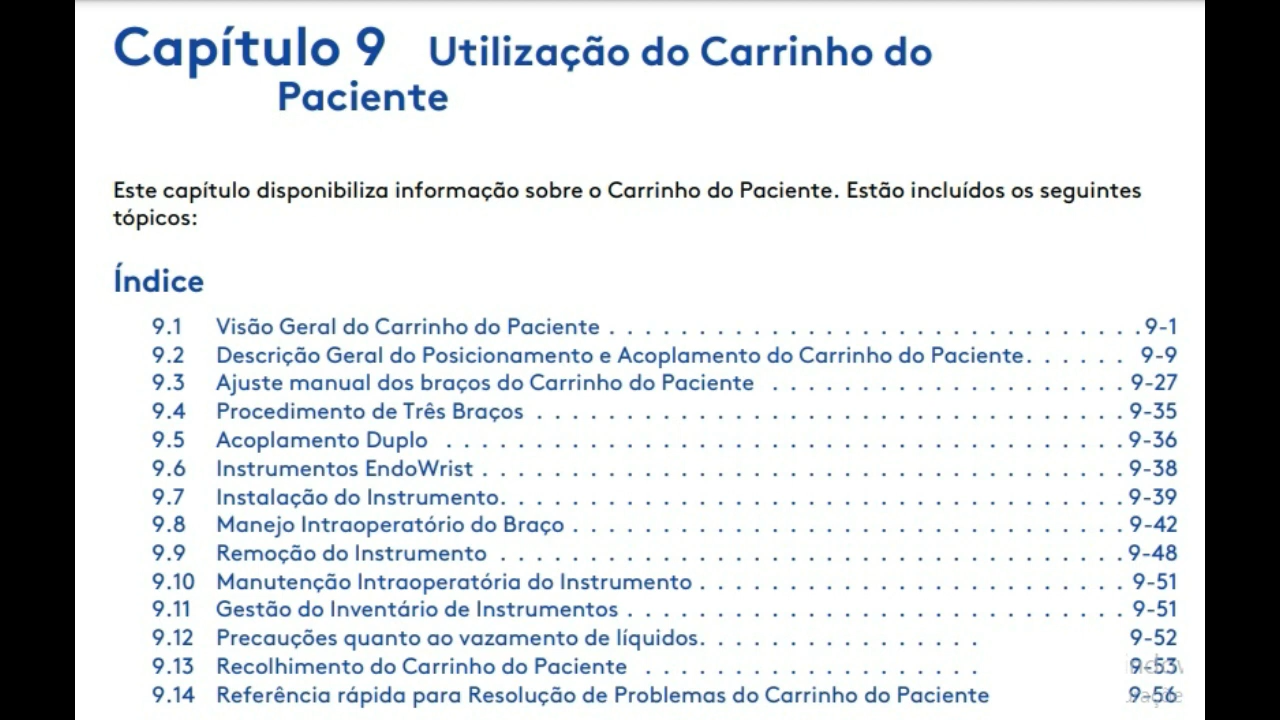 Capítulo 9 Utilização do Carrinho do
Paciente
Este capítulo disponibiliza informação sobre o Carrinho do Paciente. Estão incluídos os seguintes
tópicos:
Índice
9.1 Visão Geral do Carrinho do Paciente . . . . . . . . . . . . . . . . . . . . . . . . . . . . . . 9-1
9.2 Descrição Geral do Posicionamento e Acoplamento do Carrinho do Paciente. . . . . . 9-9
9.3 Ajuste manual dos braços do Carrinho do Paciente . . . . . . . . . . . . . . . . . . . . 9-27
9.4 Procedimento de Três Braços . . . . . . . . . . . . . . . . . . . . . . . . . . . . . . . . . 9-35
9.5 Acoplamento Duplo . . . . . . . . . . . . . . . . . . . . . . . . . . . . . . . . . . . . . . 9-36
9.6 Instrumentos EndoWrist . . . . . . . . . . . . . . . . . . . . . . . . . . . . . . . . . . . . 9-38
9.7 Instalação do Instrumento. . . . . . . . . . . . . . . . . . . . . . . . . . . . . . . . . . . 9-39
9.8 Manejo Intraoperatório do Braço . . . . . . . . . . . . . . . . . . . . . . . . . . . . . . . 9-42
9.9 Remoção do Instrumento . . . . . . . . . . . . . . . . . . . . . . . . . . . . . . . . . . . 9-48
9.10 Manutenção Intraoperatória do Instrumento . . . . . . . . . . . . . . . . . . . . . . . . 9-51
9.11 Gestão do Inventário de Instrumentos . . . . . . . . . . . . . . . . . . . . . . . . . . . . 9-51
9.12 Precauções quanto ao vazamento de líquidos. . . . . . . . . . . . . . . . 9-52
9.13 Recolhimento do Carrinho do Paciente . . . . . . . . . . . . . . . . . . . 9-53
9.14 Referência rápida para Resolução de Problemas do Carrinho do Paciente 9-56